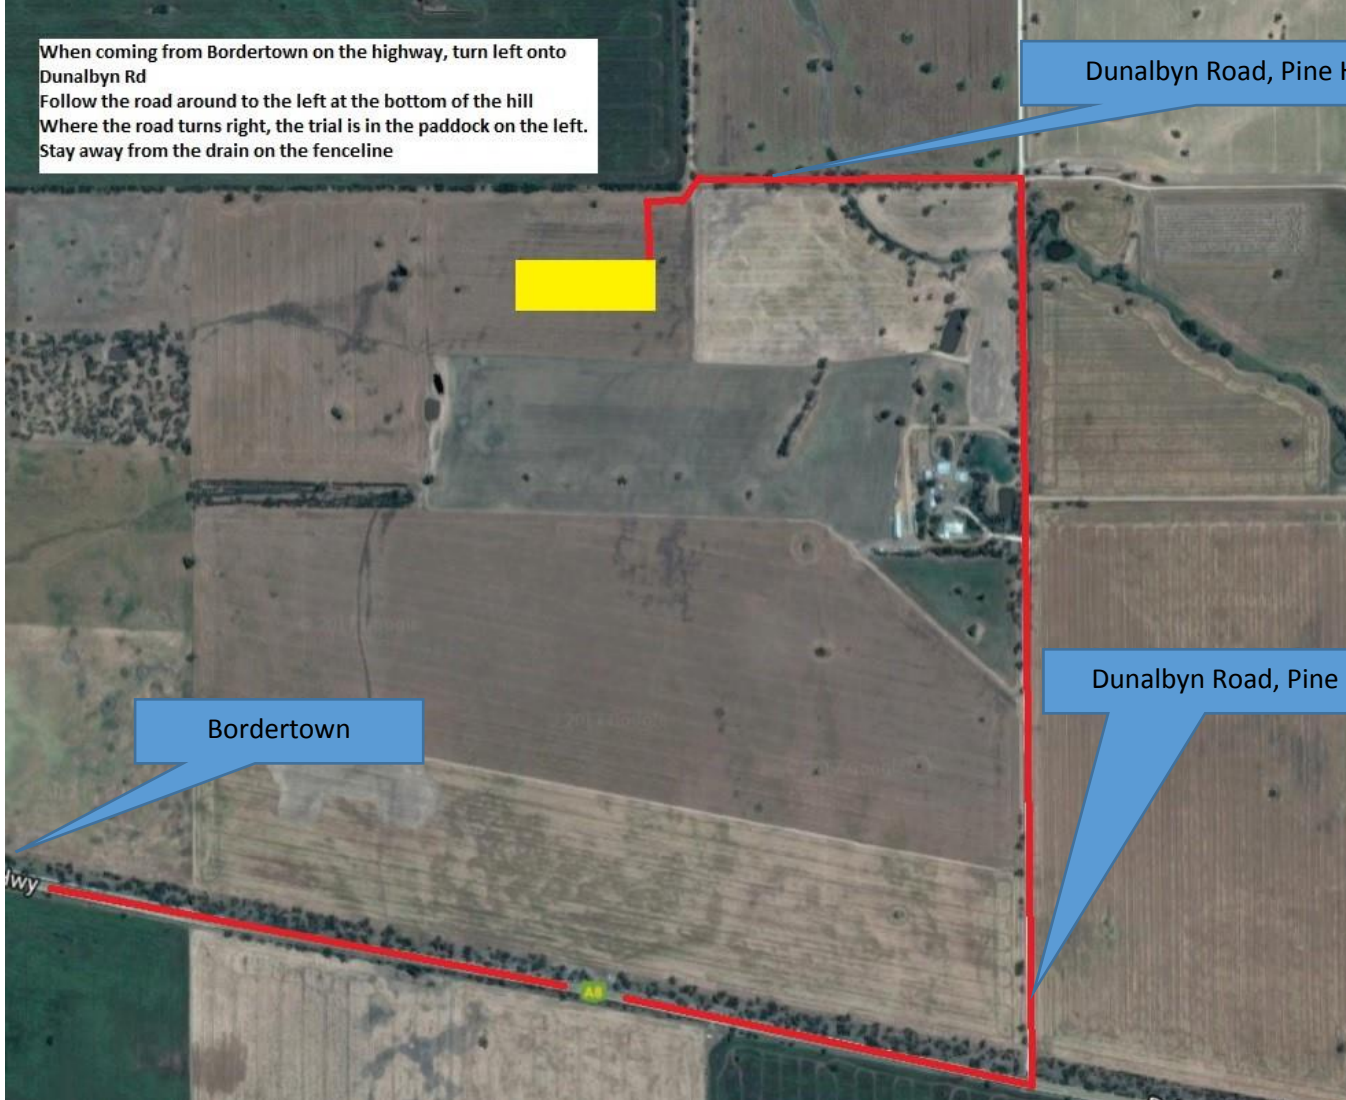 When coming from Bordertown on the highway, turn left onto
Dunalbyn Rd
Follow the road around to the left at the bottom of the hill
Where the road turns right, the trial is in the paddock on the left.
Stay away from the drain on the fenceline
Dunalbyn Road, Pine H
Dunalbyn Road, Pine
Bordertown
Hwy
A8